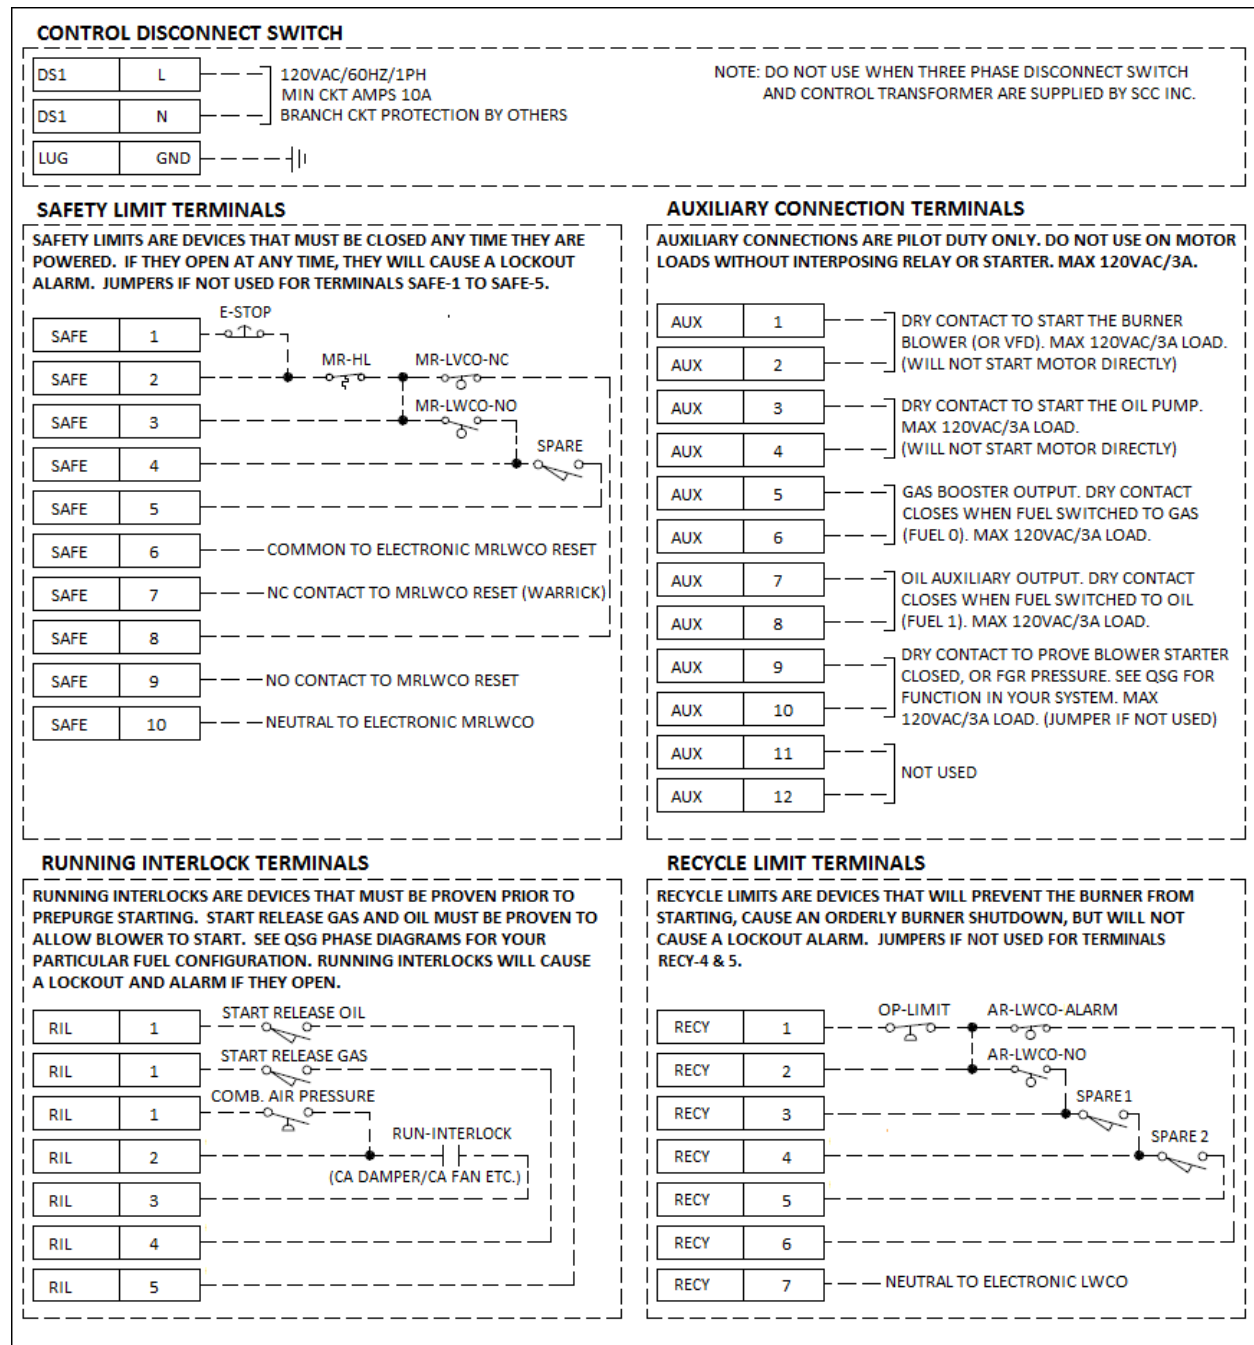 CONTROL DISCONNECT SWITCH
DS1 L
DS1 N
LUG GND
120VAC/60HZ/1PH
MIN CKT AMPS 10A
BRANCH CKT PROTECTION BY OTHERS
NOTE: DO NOT USE WHEN THREE PHASE DISCONNECT SWITCH
AND CONTROL TRANSFORMER ARE SUPPLIED BY SCC INC.
SAFETY LIMIT TERMINALS
SAFETY LIMITS ARE DEVICES THAT MUST BE CLOSED ANY TIME THEY ARE
POWERED. IF THEY OPEN AT ANY TIME, THEY WILL CAUSE A LOCKOUT
ALARM. JUMPERS IF NOT USED FOR TERMINALS SAFE-1 TO SAFE-5.
E-STOP
SAFE 1
MR-HL MR-LVCO-NC
SAFE 2
MR-LWCO-NO
SAFE 3
SPARE
SAFE 4
SAFE 5
SAFE 6 COMMON TO ELECTRONIC MRLWCO RESET
SAFE 7 NC CONTACT TO MRLWCO RESET (WARRICK)
SAFE 8
SAFE 9 NO CONTACT TO MRLWCO RESET
SAFE 10 NEUTRAL TO ELECTRONIC MRLWCO
AUXILIARY CONNECTION TERMINALS
AUXILIARY CONNECTIONS ARE PILOT DUTY ONLY. DO NOT USE ON MOTOR
LOADS WITHOUT INTERPOSING RELAY OR STARTER. MAX 120VAC/3A.
AUX 1
AUX 2
DRY CONTACT TO START THE BURNER
BLOWER (OR VFD). MAX 120VAC/3A LOAD.
(WILL NOT START MOTOR DIRECTLY)
AUX 3
AUX 4
DRY CONTACT TO START THE OIL PUMP.
MAX 120VAC/3A LOAD.
(WILL NOT START MOTOR DIRECTLY)
AUX 5
AUX 6
GAS BOOSTER OUTPUT. DRY CONTACT
CLOSES WHEN FUEL SWITCHED TO GAS
(FUEL 0). MAX 120VAC/3A LOAD.
AUX 7
AUX 8
OIL AUXILIARY OUTPUT. DRY CONTACT
CLOSES WHEN FUEL SWITCHED TO OIL
(FUEL 1). MAX 120VAC/3A LOAD.
AUX 9
AUX 10
DRY CONTACT TO PROVE BLOWER STARTER
CLOSED, OR FGR PRESSURE. SEE QSG FOR
FUNCTION IN YOUR SYSTEM. MAX
120VAC/3A LOAD. (JUMPER IF NOT USED)
AUX 11
AUX 12
NOT USED
RUNNING INTERLOCK TERMINALS
RUNNING INTERLOCKS ARE DEVICES THAT MUST BE PROVEN PRIOR TO
PREPURGE STARTING. START RELEASE GAS AND OIL MUST BE PROVEN TO
ALLOW BLOWER TO START. SEE QSG PHASE DIAGRAMS FOR YOUR
PARTICULAR FUEL CONFIGURATION. RUNNING INTERLOCKS WILL CAUSE
A LOCKOUT AND ALARM IF THEY OPEN.
START RELEASE OIL
RIL 1
START RELEASE GAS
RIL 1
COMB. AIR PRESSURE
RIL 1
RUN-INTERLOCK
RIL 2
(CA DAMPER/CA FAN ETC.)
RIL 3
RIL 4
RIL 5
RECYCLE LIMIT TERMINALS
RECYCLE LIMITS ARE DEVICES THAT WILL PREVENT THE BURNER FROM
STARTING, CAUSE AN ORDERLY BURNER SHUTDOWN, BUT WILL NOT
CAUSE A LOCKOUT ALARM. JUMPERS IF NOT USED FOR TERMINALS
RECY-4 & 5.
OP-LIMIT AR-LWCO-ALARM
RECY 1
AR-LWCO-NO
RECY 2
SPARE1
RECY 3
SPARE 2
RECY 4
RECY 5
RECY 6
RECY 7 NEUTRAL TO ELECTRONIC LWCO